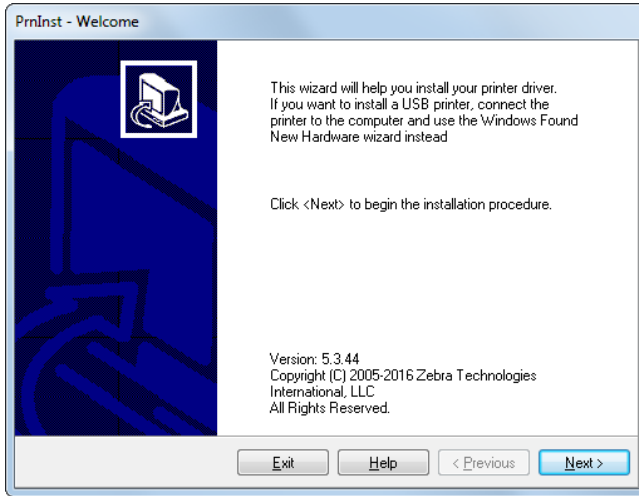 PrnInst - Welcome
This wizard will help you install your printer driver.
If you want to install a USB printer, connect the
printer to the computer and use the Windows Found
New Hardware wizard instead
Click <Next> to begin the installation procedure.
Version: 5.3.44
Copyright (C) 2005-2016 Zebra Technologies
International, LLC
All Rights Reserved.
Exit Help < Previous Next >